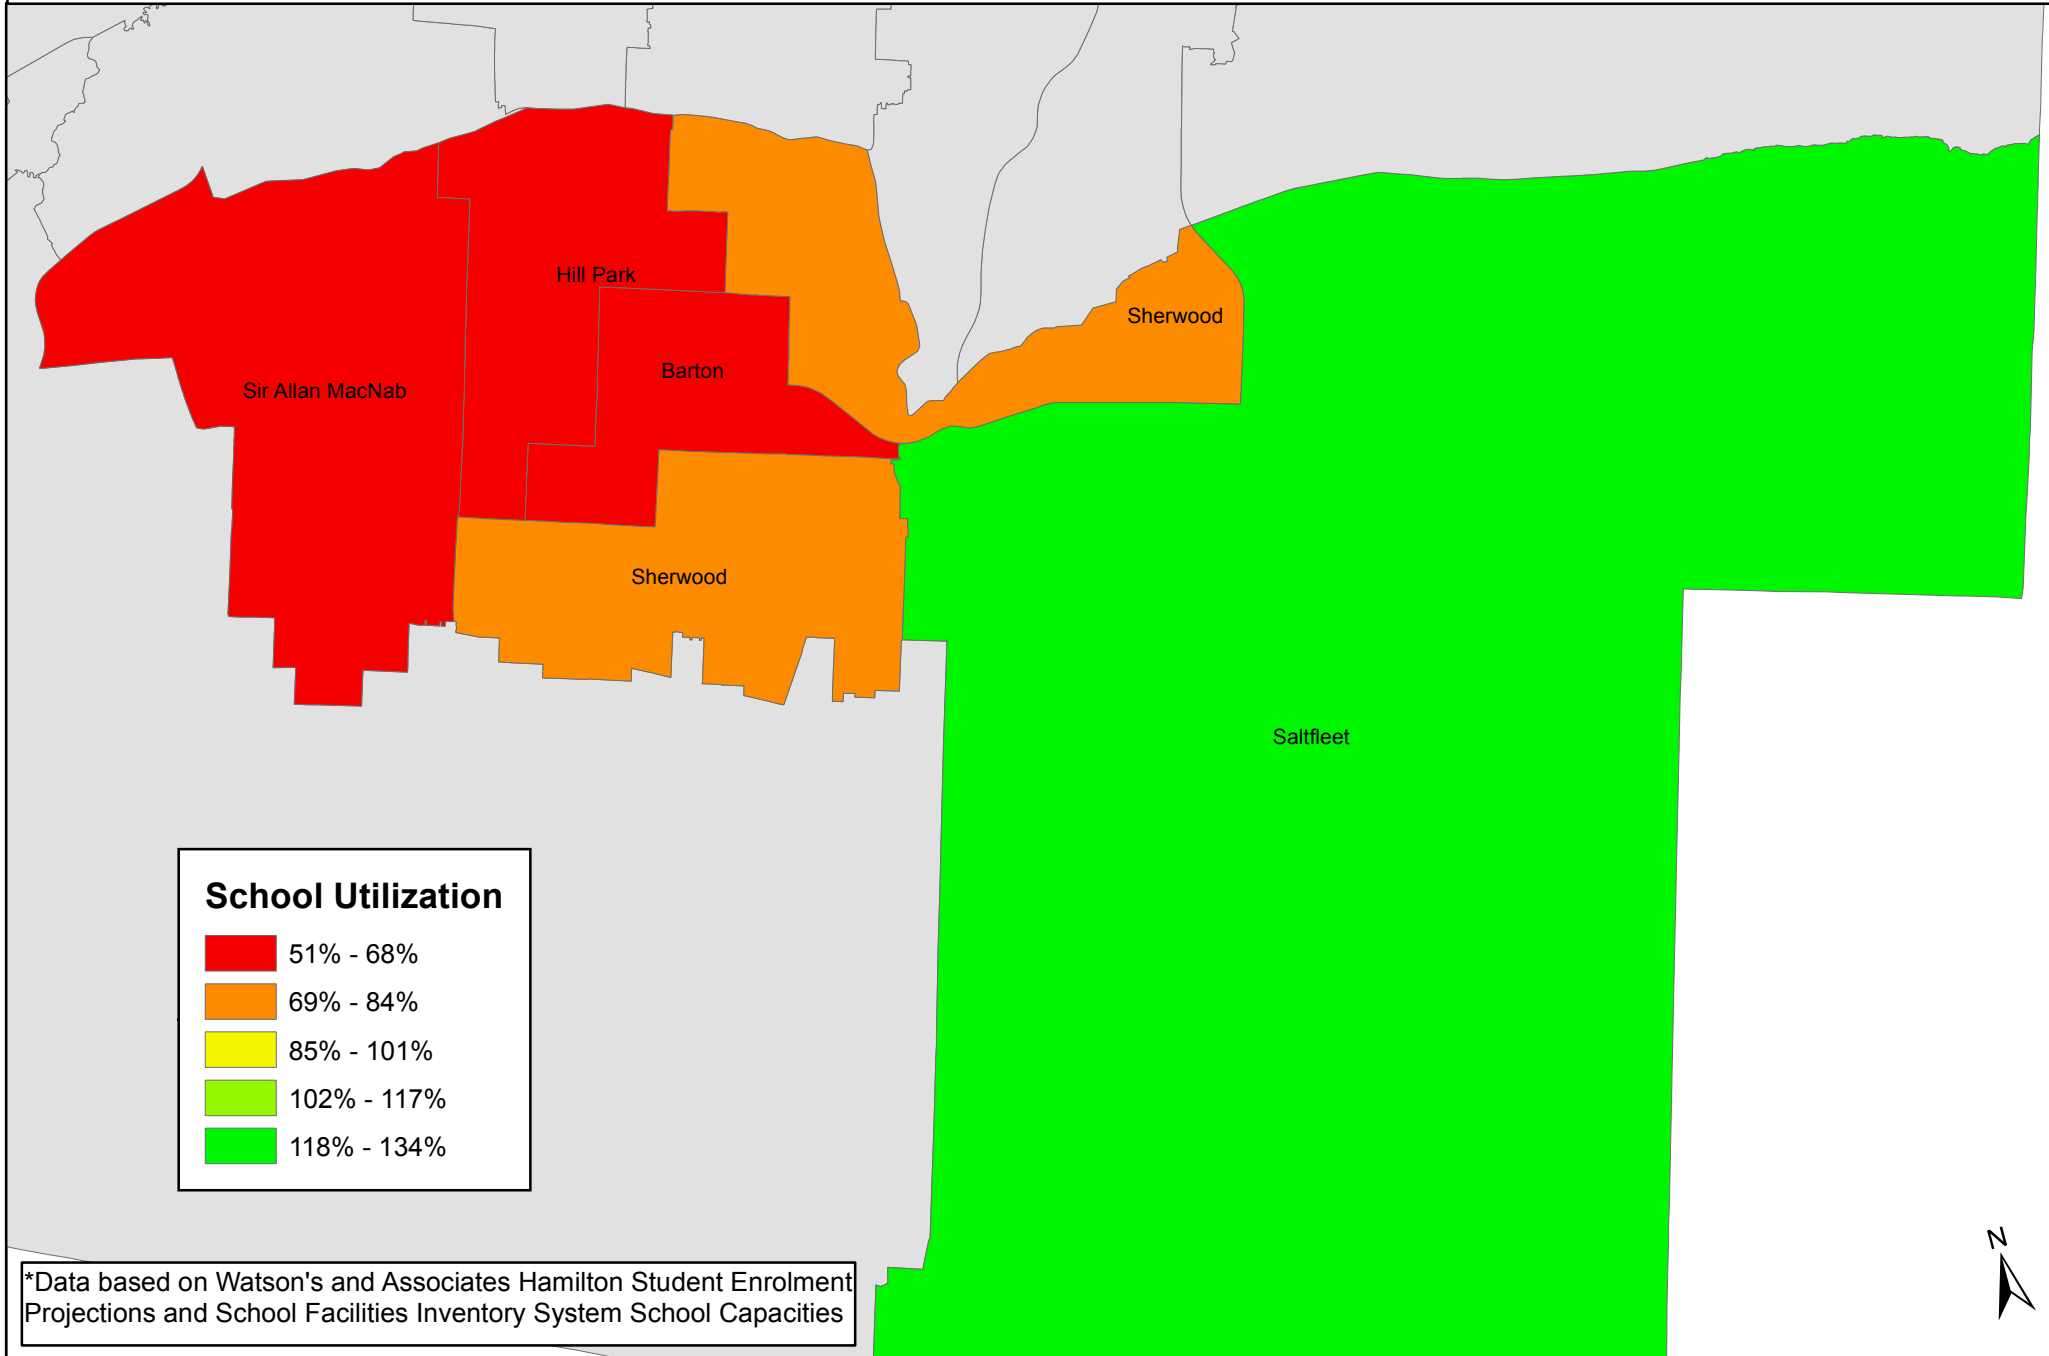 Hill Park
Sherwood
Barton
Sir Allan MacNab
Sherwood
Saltfleet
School Utilization
51% - 68%
69% - 84%
85% - 101%
102% - 117%
118% - 134%
N
*Data based on Watson's and Associates Hamilton Student Enrolment
Projections and School Facilities Inventory System School Capacities